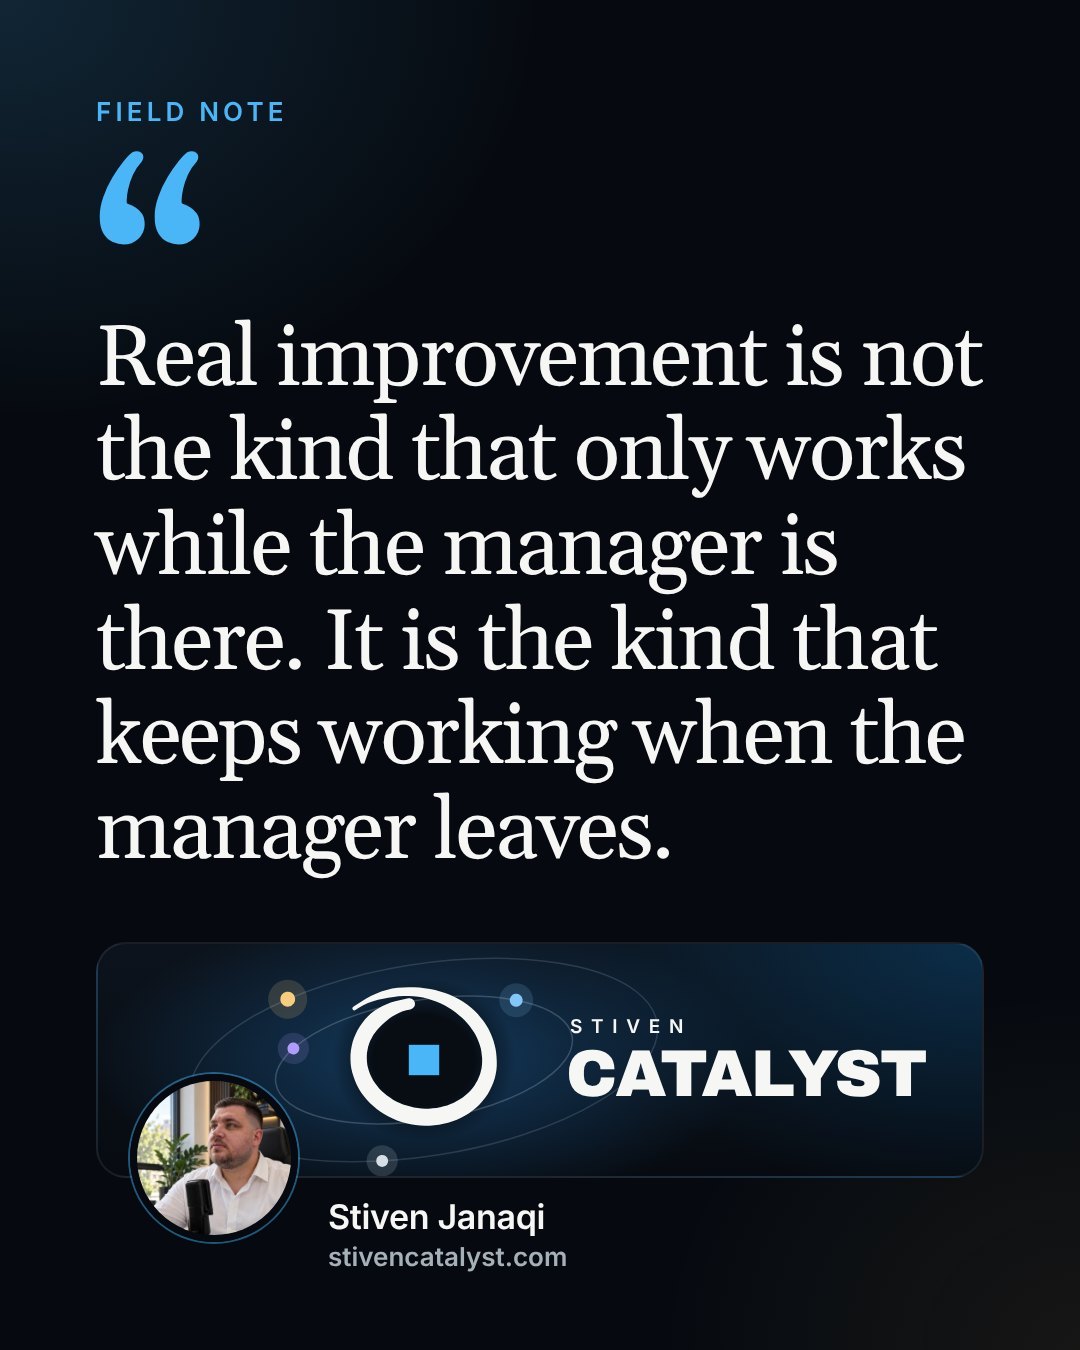 FIELD NOTE
“
Real improvement is not
the kind that only works
while the manager is
there. It is the kind that
keeps working when the
manager leaves.
STIVEN
CATALYST
Stiven Janaqi
stivencatalyst.com